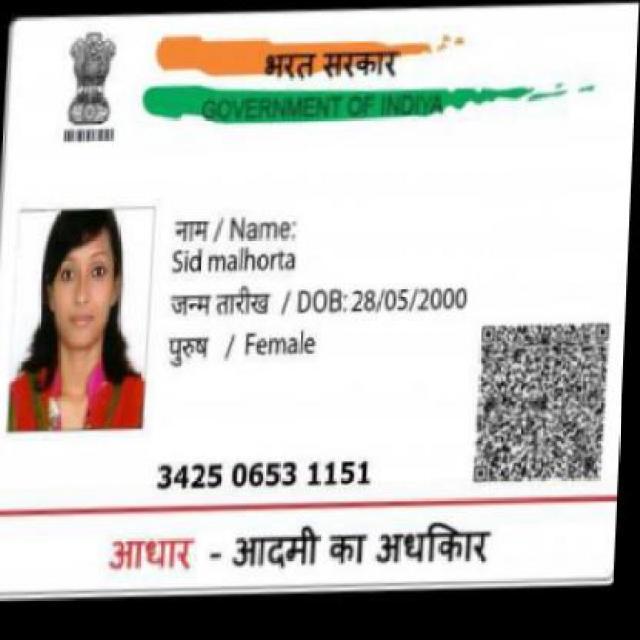 भरत सरकार
GOVERNMENT OF INDIYA
नाम / Name:
Sid malhorta
जन्म तारीख / DOB: 28/05/2000
पुरुष / Female
3425 0653 1151
आधार - आदमी का अधकिार